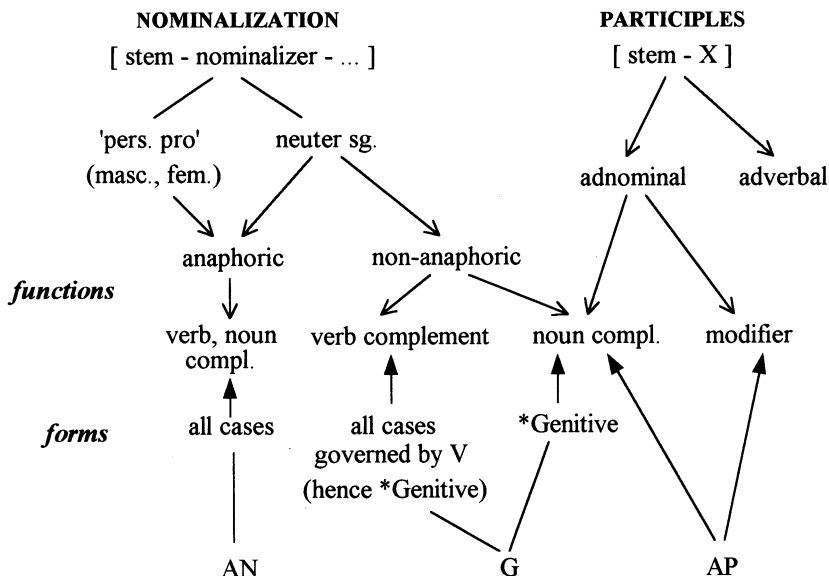 NOMINALIZATION
PARTICIPLES
[ stem - nominalizer - ... ]
[ stem - X ]
'pers. pro'
(masc., fem.)
neuter sg.
adnominal
adverbal
anaphoric
non-anaphoric
functions
verb, noun
compl.
verb complement
noun compl.
modifier
forms
all cases
all cases
governed by V
(hence *Genitive)
*Genitive
AN
G
AP